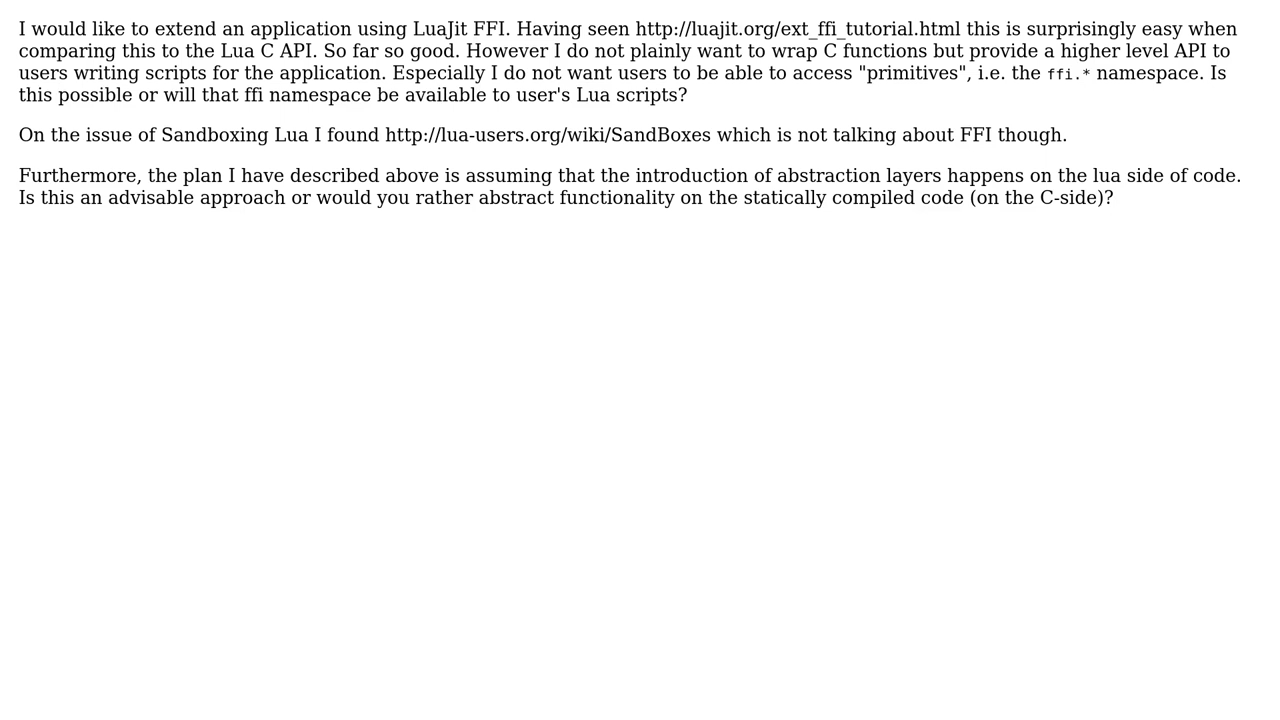 I would like to extend an application using LuaJit FFI. Having seen http://luajit.org/ext_ffi_tutorial.html this is surprisingly easy when
comparing this to the Lua C API. So far so good. However I do not plainly want to wrap C functions but provide a higher level API to
users writing scripts for the application. Especially I do not want users to be able to access "primitives", i.e. the ffi.* namespace. Is
this possible or will that ffi namespace be available to user's Lua scripts?
On the issue of Sandboxing Lua I found http://lua-users.org/wiki/SandBoxes which is not talking about FFI though.
Furthermore, the plan I have described above is assuming that the introduction of abstraction layers happens on the lua side of code.
Is this an advisable approach or would you rather abstract functionality on the statically compiled code (on the C-side)?